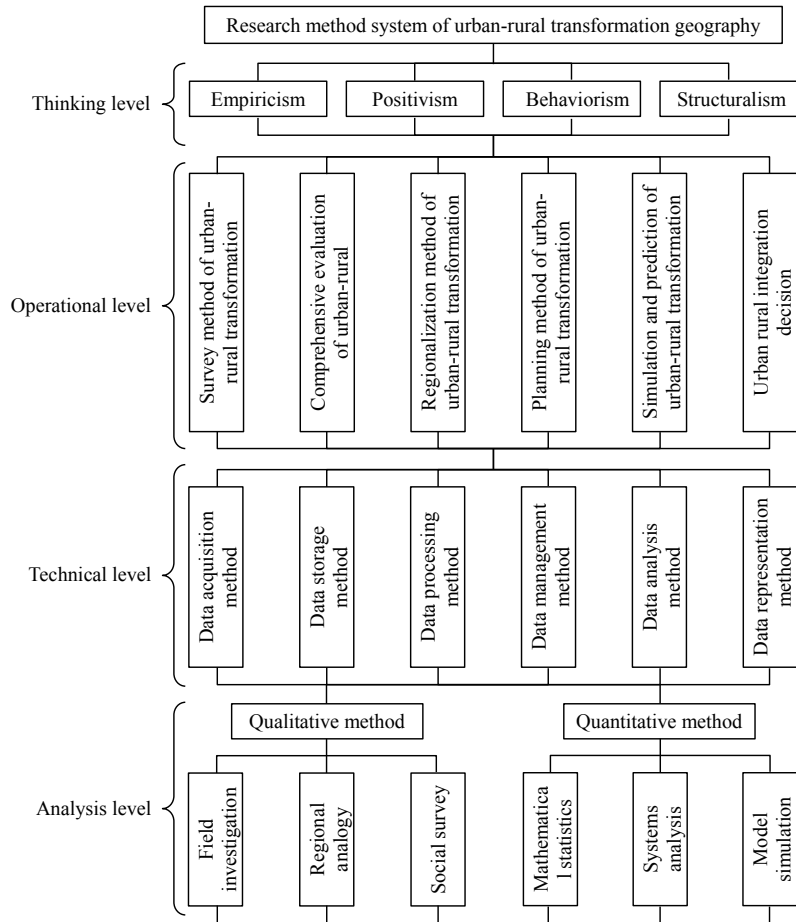 Research method system of urban-rural transformation geography
Thinking level
Empiricism
Positivism
Behaviorism
Structuralism
Operational level
Survey method of urban-
rural transformation
Comprehensive evaluation
of urban-rural
Regionalization method of
urban-rural transformation
Planning method of urban-
rural transformation
Simulation and prediction of
urban-rural transformation
Urban rural integration
decision
Technical level
Data acquisition
method
Data storage
method
Data processing
method
Data management
method
Data analysis
method
Data representation
method
Analysis level
Qualitative method
Quantitative method
Field
investigation
Regional
analogy
Social survey
Mathematica
l statistics
Systems
analysis
Model
simulation